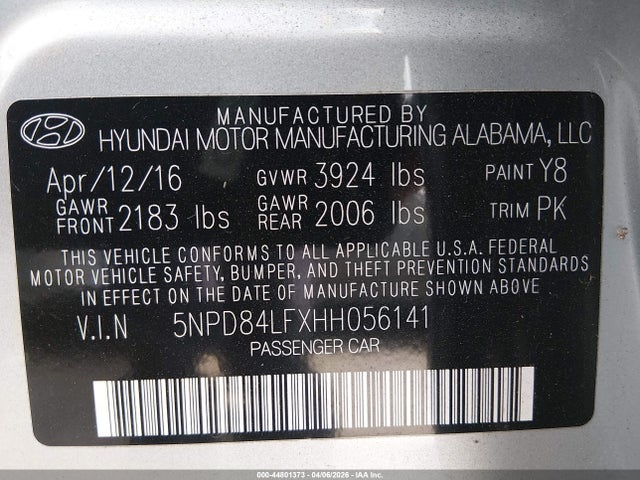 MANUFACTURED BY
HYUNDAI MOTOR MANUFACTURING ALABAMA, LLC
Apr/12/16 GVWR 3924 lbs PAINT Y8
GAWR FRONT 2183 lbs GAWR REAR 2006 lbs TRIM PK
THIS VEHICLE CONFORMS TO ALL APPLICABLE U.S.A. FEDERAL
MOTOR VEHICLE SAFETY, BUMPER, AND THEFT PREVENTION STANDARDS
IN EFFECT ON THE DATE OF MANUFACTURE SHOWN ABOVE
V.I.N 5NPD84LFXHH056141
PASSENGER CAR
000-44801373 - 04/06/2026 - IAA Inc.